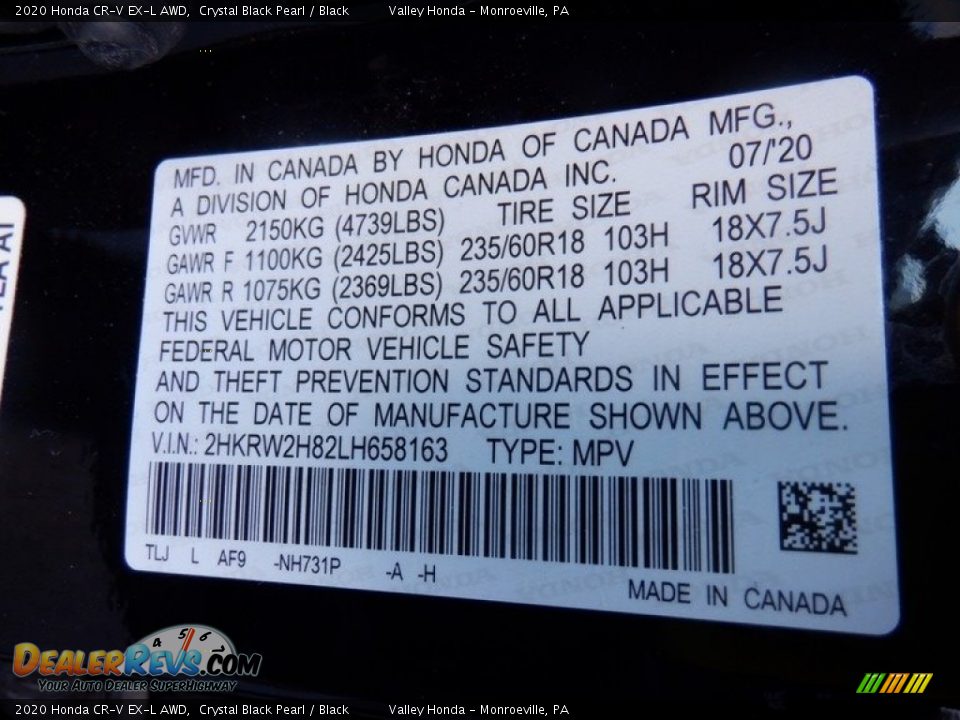 2020 Honda CR-V EX-L AWD, Crystal Black Pearl / Black Valley Honda - Monroeville, PA
MFD. IN CANADA BY HONDA OF CANADA MFG.,
A DIVISION OF HONDA CANADA INC. 07/'20
GVWR 2150KG (4739LBS) TIRE SIZE RIM SIZE
GAWR F 1100KG (2425LBS) 235/60R18 103H 18X7.5J
GAWR R 1075KG (2369LBS) 235/60R18 103H 18X7.5J
THIS VEHICLE CONFORMS TO ALL APPLICABLE
FEDERAL MOTOR VEHICLE SAFETY
AND THEFT PREVENTION STANDARDS IN EFFECT
ON THE DATE OF MANUFACTURE SHOWN ABOVE.
V.I.N.: 2HKRW2H82LH658163 TYPE: MPV
TLJ L AF9 -NH731P -A -H
MADE IN CANADA
4 5 6
DEALERREVS.COM
YOUR AUTO DEALER SUPERHIGHWAY
2020 Honda CR-V EX-L AWD, Crystal Black Pearl / Black Valley Honda - Monroeville, PA